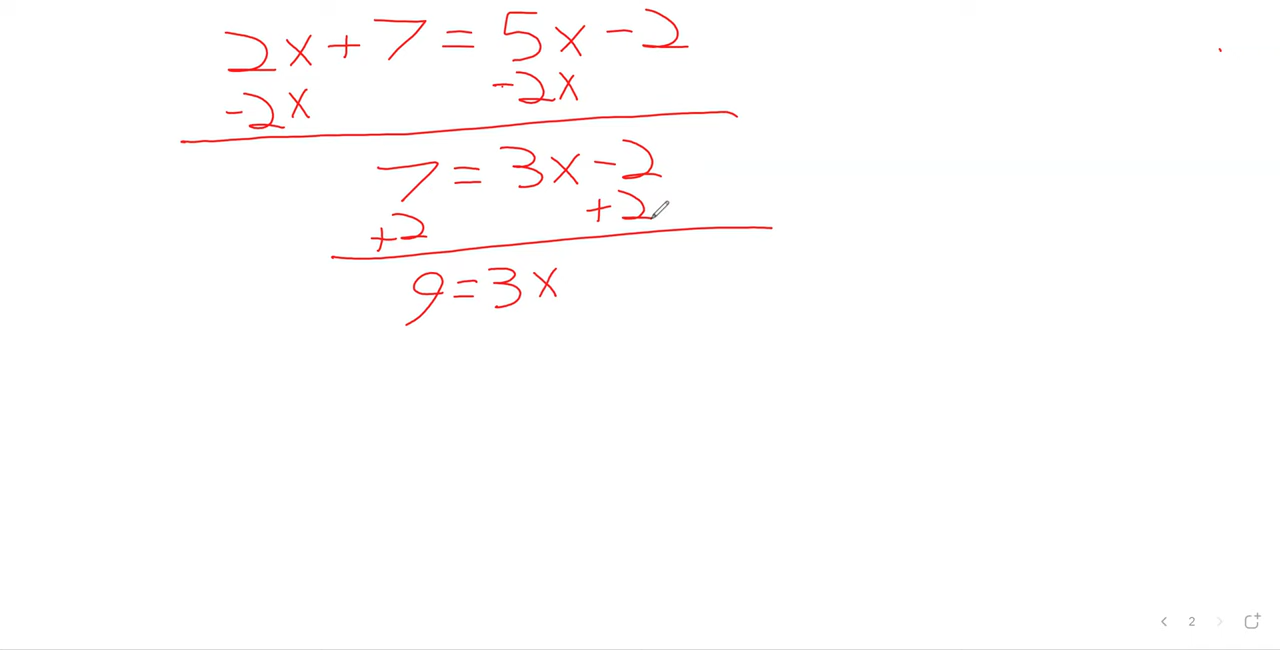 2x + 7 = 5x - 2
-2x -2x
7 = 3x - 2
+2 +2
9 = 3x
2